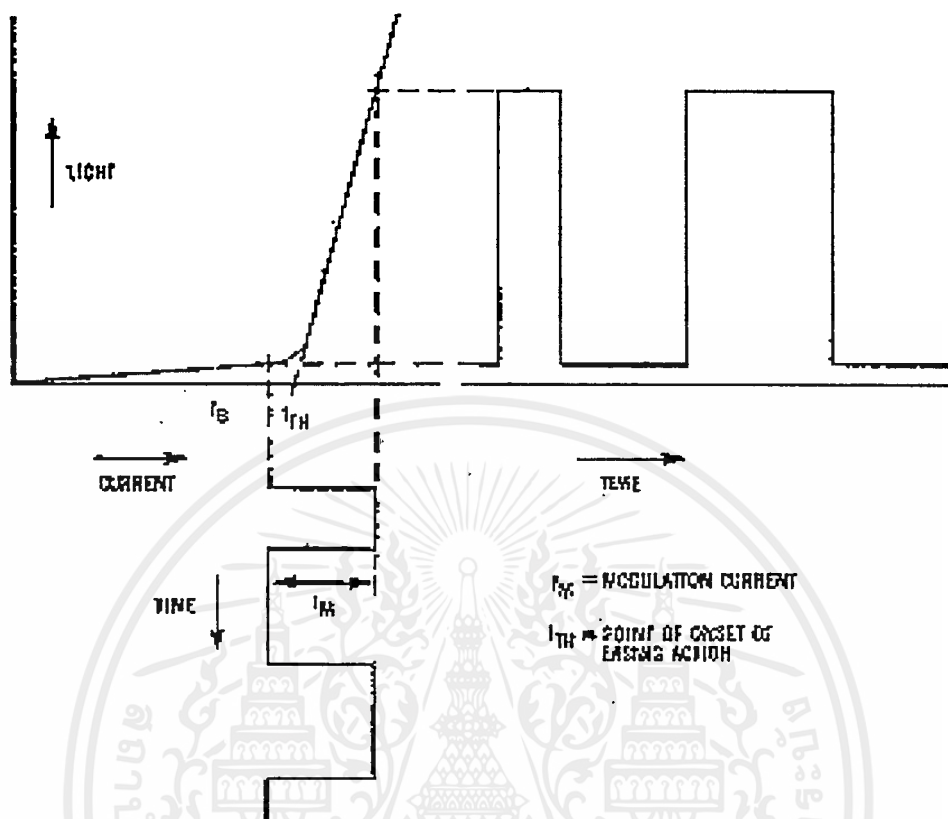 LIGHT
I_B I_TH
CURRENT
TIME
TIME
I_M
I_M = MODULATION CURRENT
I_TH = POINT OF ONSET OF
LASING ACTION